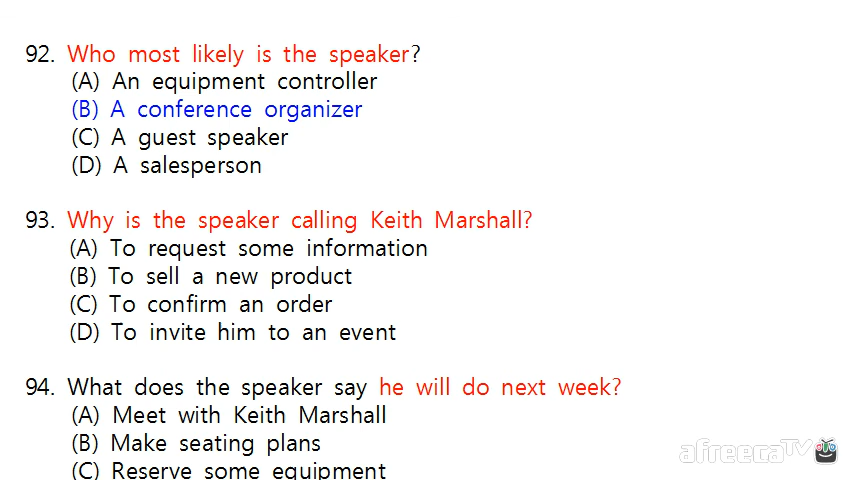 92. Who most likely is the speaker?
(A) An equipment controller
(B) A conference organizer
(C) A guest speaker
(D) A salesperson
93. Why is the speaker calling Keith Marshall?
(A) To request some information
(B) To sell a new product
(C) To confirm an order
(D) To invite him to an event
94. What does the speaker say he will do next week?
(A) Meet with Keith Marshall
(B) Make seating plans
(C) Reserve some equipment
afreecaTV